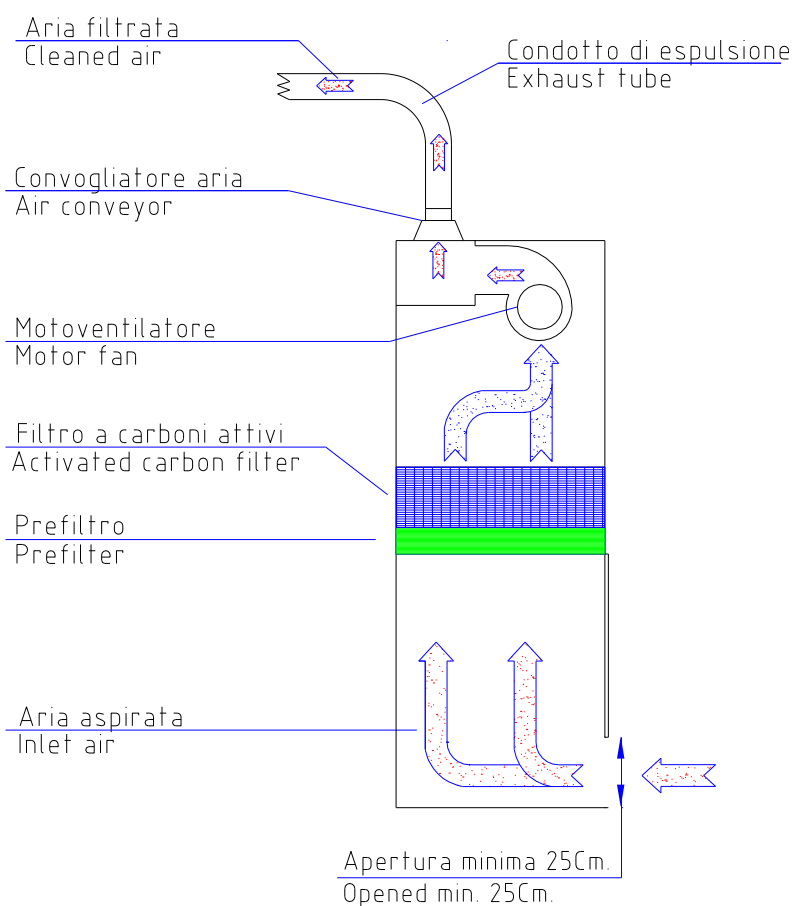 Aria filtrata
Cleaned air
Condotto di espulsione
Exhaust tube
Convogliatore aria
Air conveyor
Motoventilatore
Motor fan
Filtro a carboni attivi
Activated carbon filter
Prefiltro
Prefilter
Aria aspirata
Inlet air
Apertura minima 25Cm.
Opened min. 25Cm.